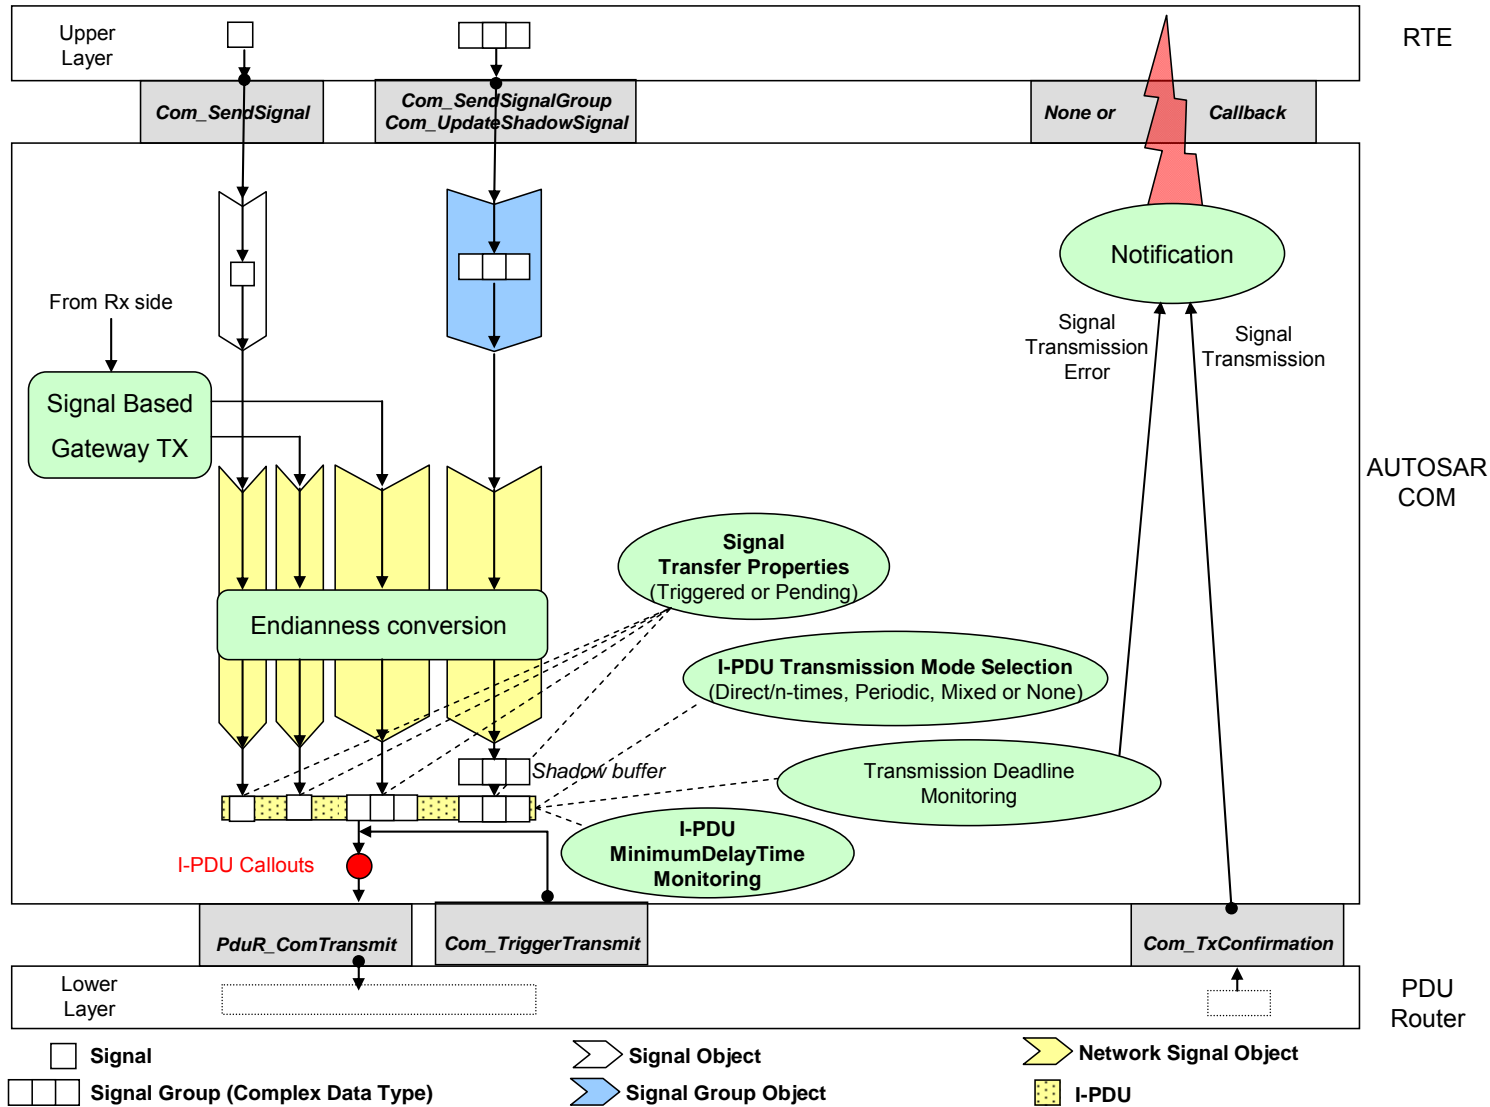 Upper
Layer
RTE
Com_SendSignal
Com_SendSignalGroup
Com_UpdateShadowSignal
None or
Callback
Notification
From Rx side
Signal
Transmission
Error
Signal
Transmission
Signal Based
Gateway TX
AUTOSAR
COM
Signal
Transfer Properties
(Triggered or Pending)
Endianness conversion
I-PDU Transmission Mode Selection
(Direct/n-times, Periodic, Mixed or None)
Shadow buffer
Transmission Deadline
Monitoring
I-PDU
MinimumDelayTime
Monitoring
I-PDU Callouts
PduR_ComTransmit
Com_TriggerTransmit
Com_TxConfirmation
Lower
Layer
PDU
Router
Signal
Signal Object
Network Signal Object
Signal Group (Complex Data Type)
Signal Group Object
I-PDU